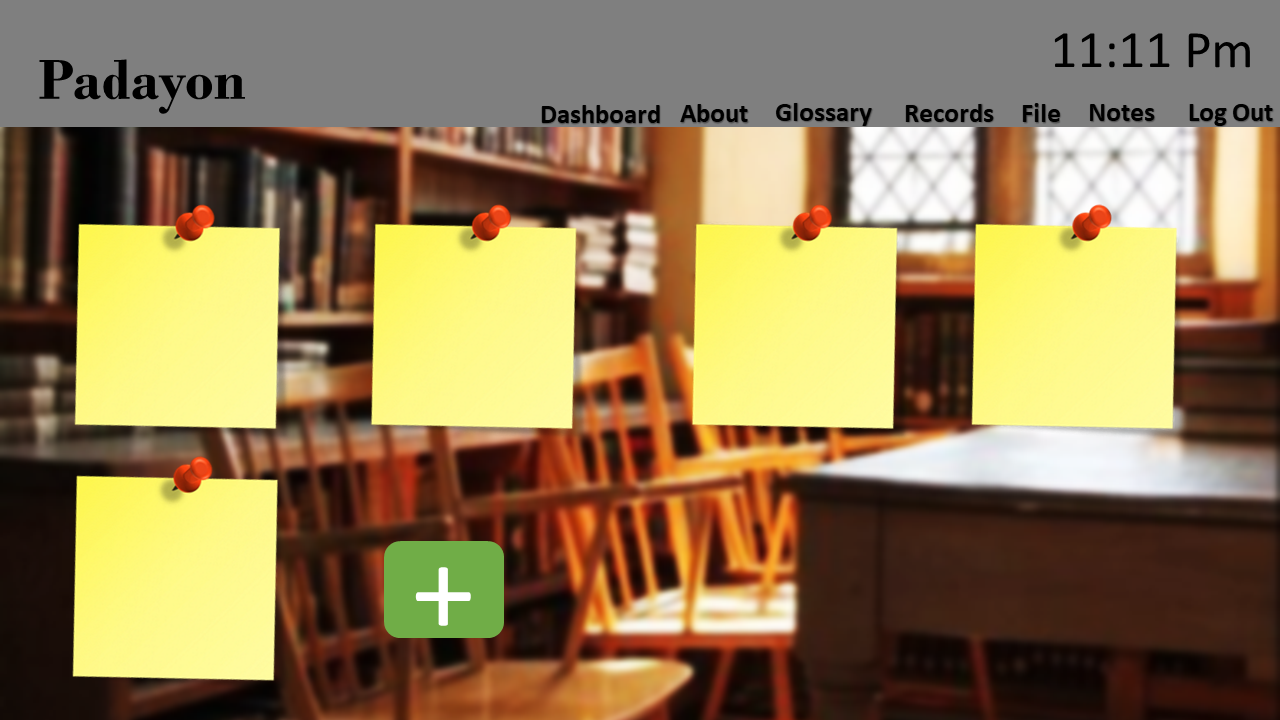 11:11 Pm
Padayon
Dashboard About Glossary Records File Notes Log Out
+